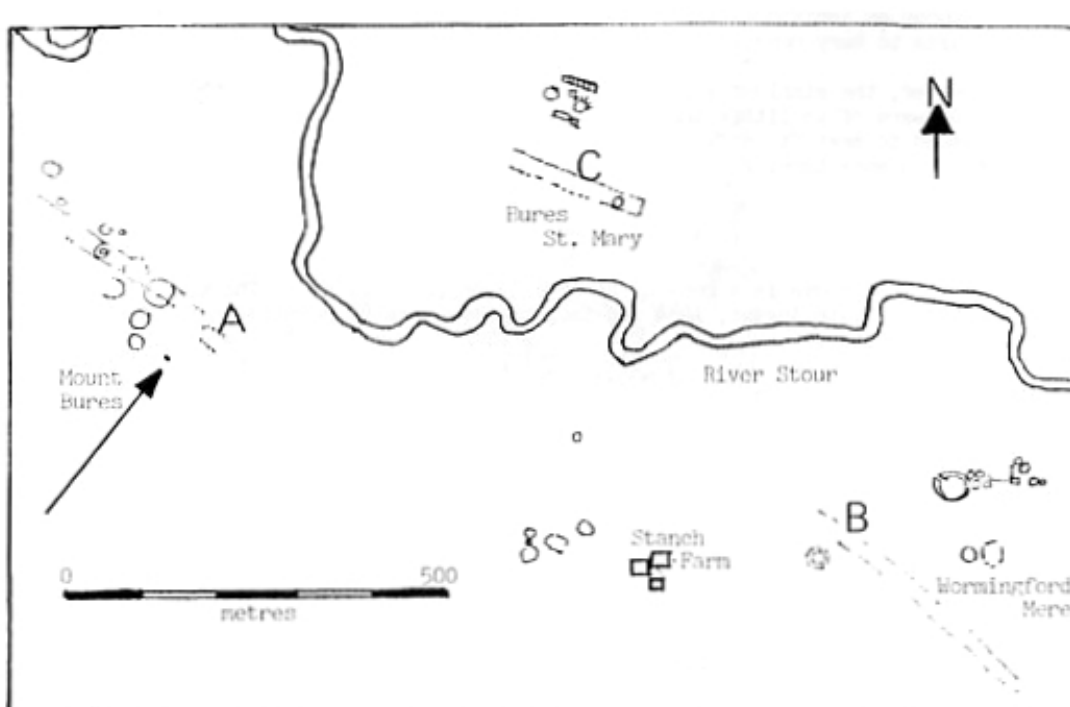 N
C
Bures
St. Mary
A
Mount
Bures
River Stour
B
Stanch
Farm
0 500
metres
Wormingford
Mere